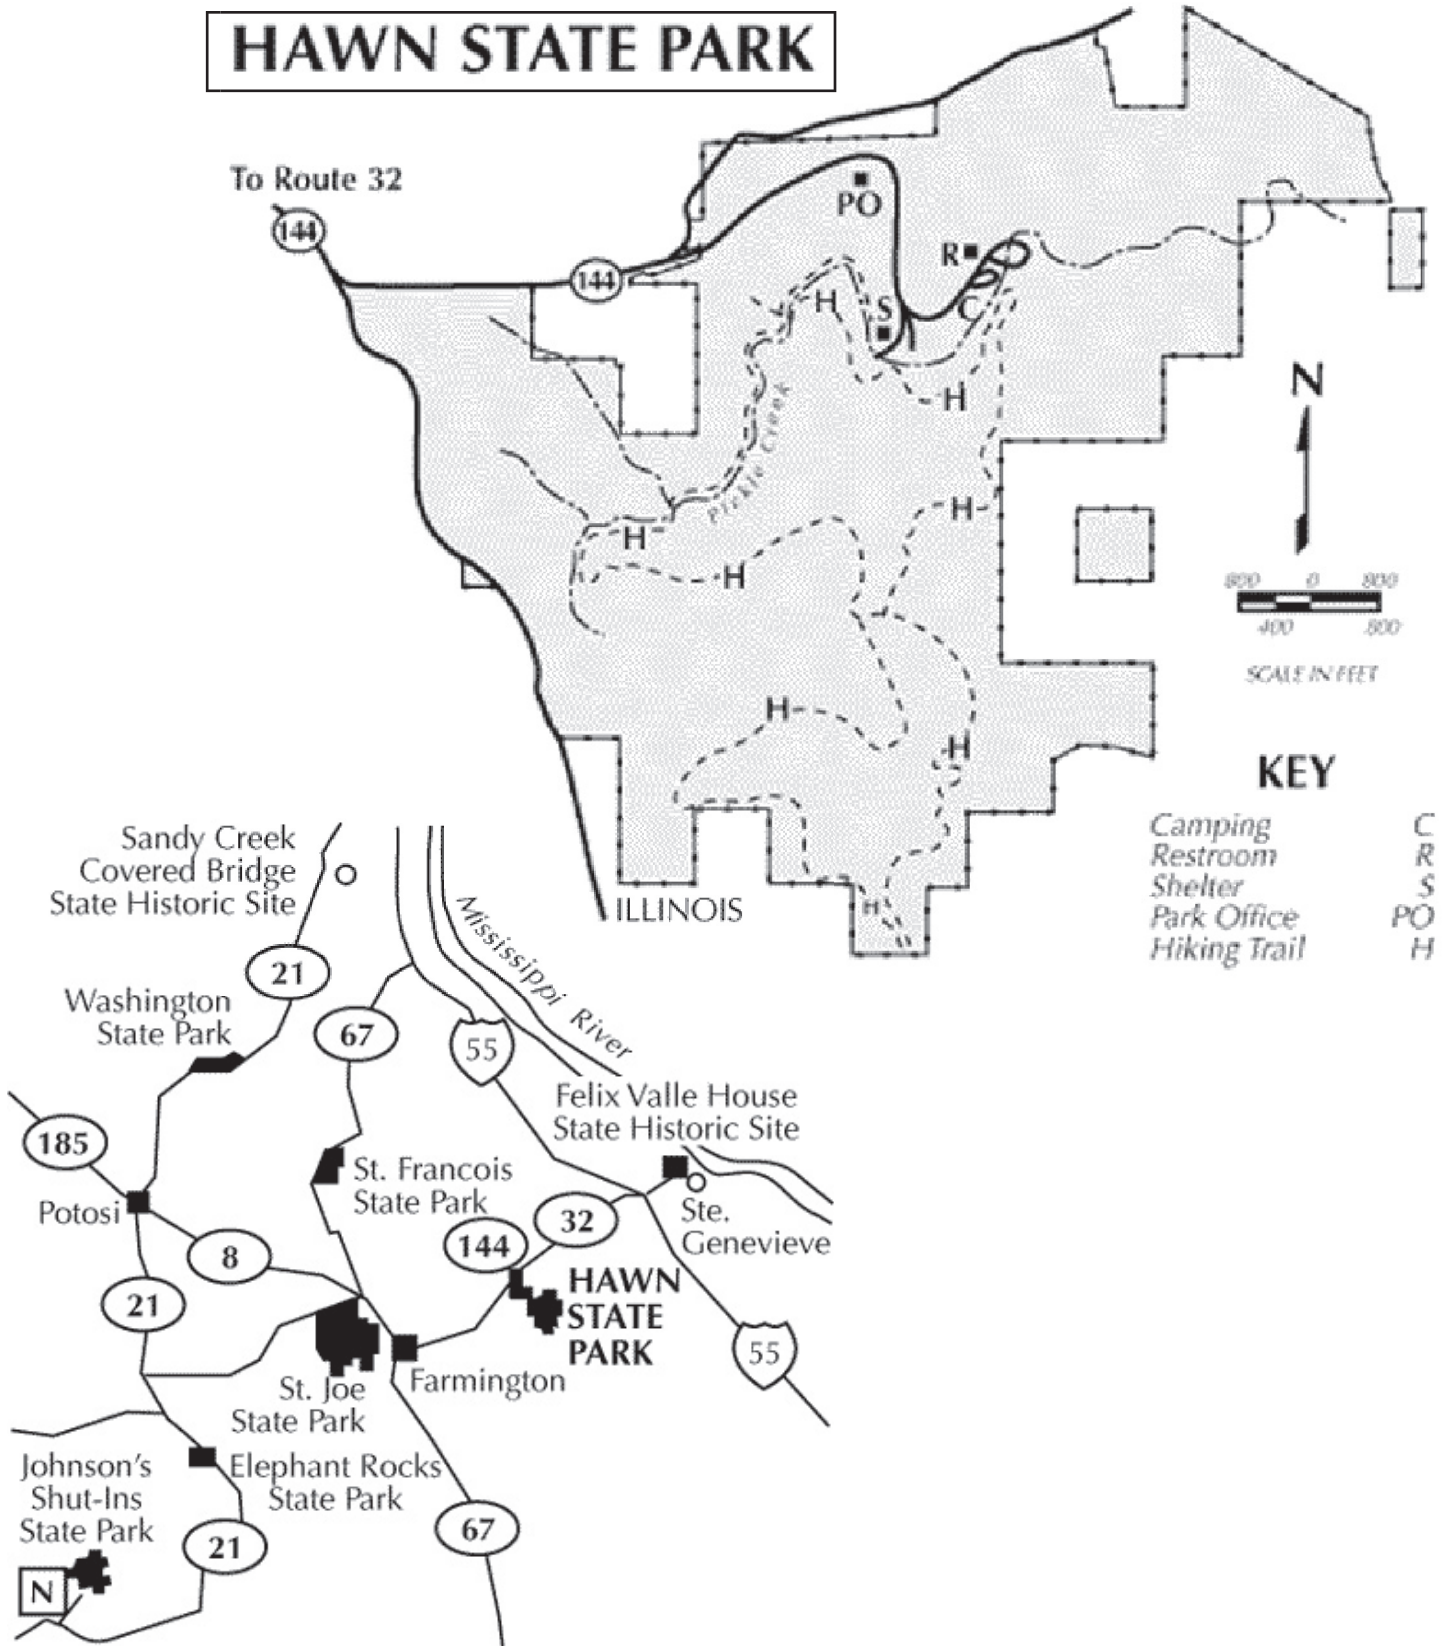 HAWN STATE PARK
To Route 32
144
144
PO
R
S
C
H
H
Pickle Creek
H
H
H
H
H
H
N
800 0 800
400 800
SCALE IN FEET
KEY
Camping C
Restroom R
Shelter S
Park Office PO
Hiking Trail H
Sandy Creek
Covered Bridge
State Historic Site
ILLINOIS
Mississippi River
21
Washington
State Park
67
55
Felix Valle House
State Historic Site
185
St. Francois
State Park
Potosi
32
Ste.
Genevieve
144
8
HAWN
STATE
PARK
21
55
Farmington
St. Joe
State Park
Johnson's
Shut-Ins
State Park
Elephant Rocks
State Park
67
21
N